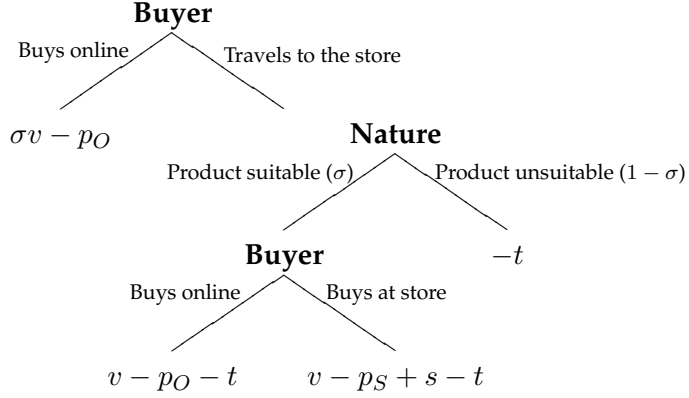 Buyer
Buys online
Travels to the store
σv − p_O
Nature
Product suitable (σ)
Product unsuitable (1 − σ)
Buyer
−t
Buys online
Buys at store
v − p_O − t
v − p_S + s − t